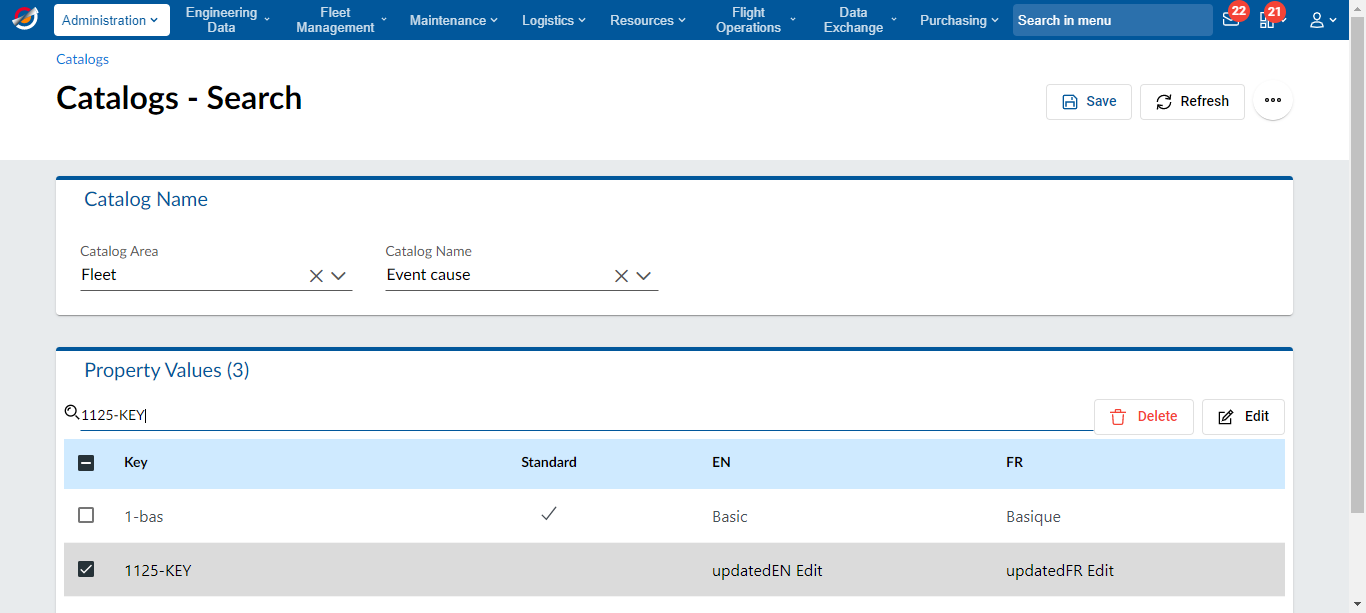 Administration
Engineering
Data
Fleet
Management
Maintenance
Logistics
Resources
Flight
Operations
Data
Exchange
Purchasing
Search in menu
22
21
Catalogs
Catalogs - Search
Save
Refresh
Catalog Name
Catalog Area
Catalog Name
Fleet
Event cause
Property Values (3)
1125-KEY
Delete
Edit
Key Standard EN FR
1-bas Basic Basique
1125-KEY updatedEN Edit updatedFR Edit